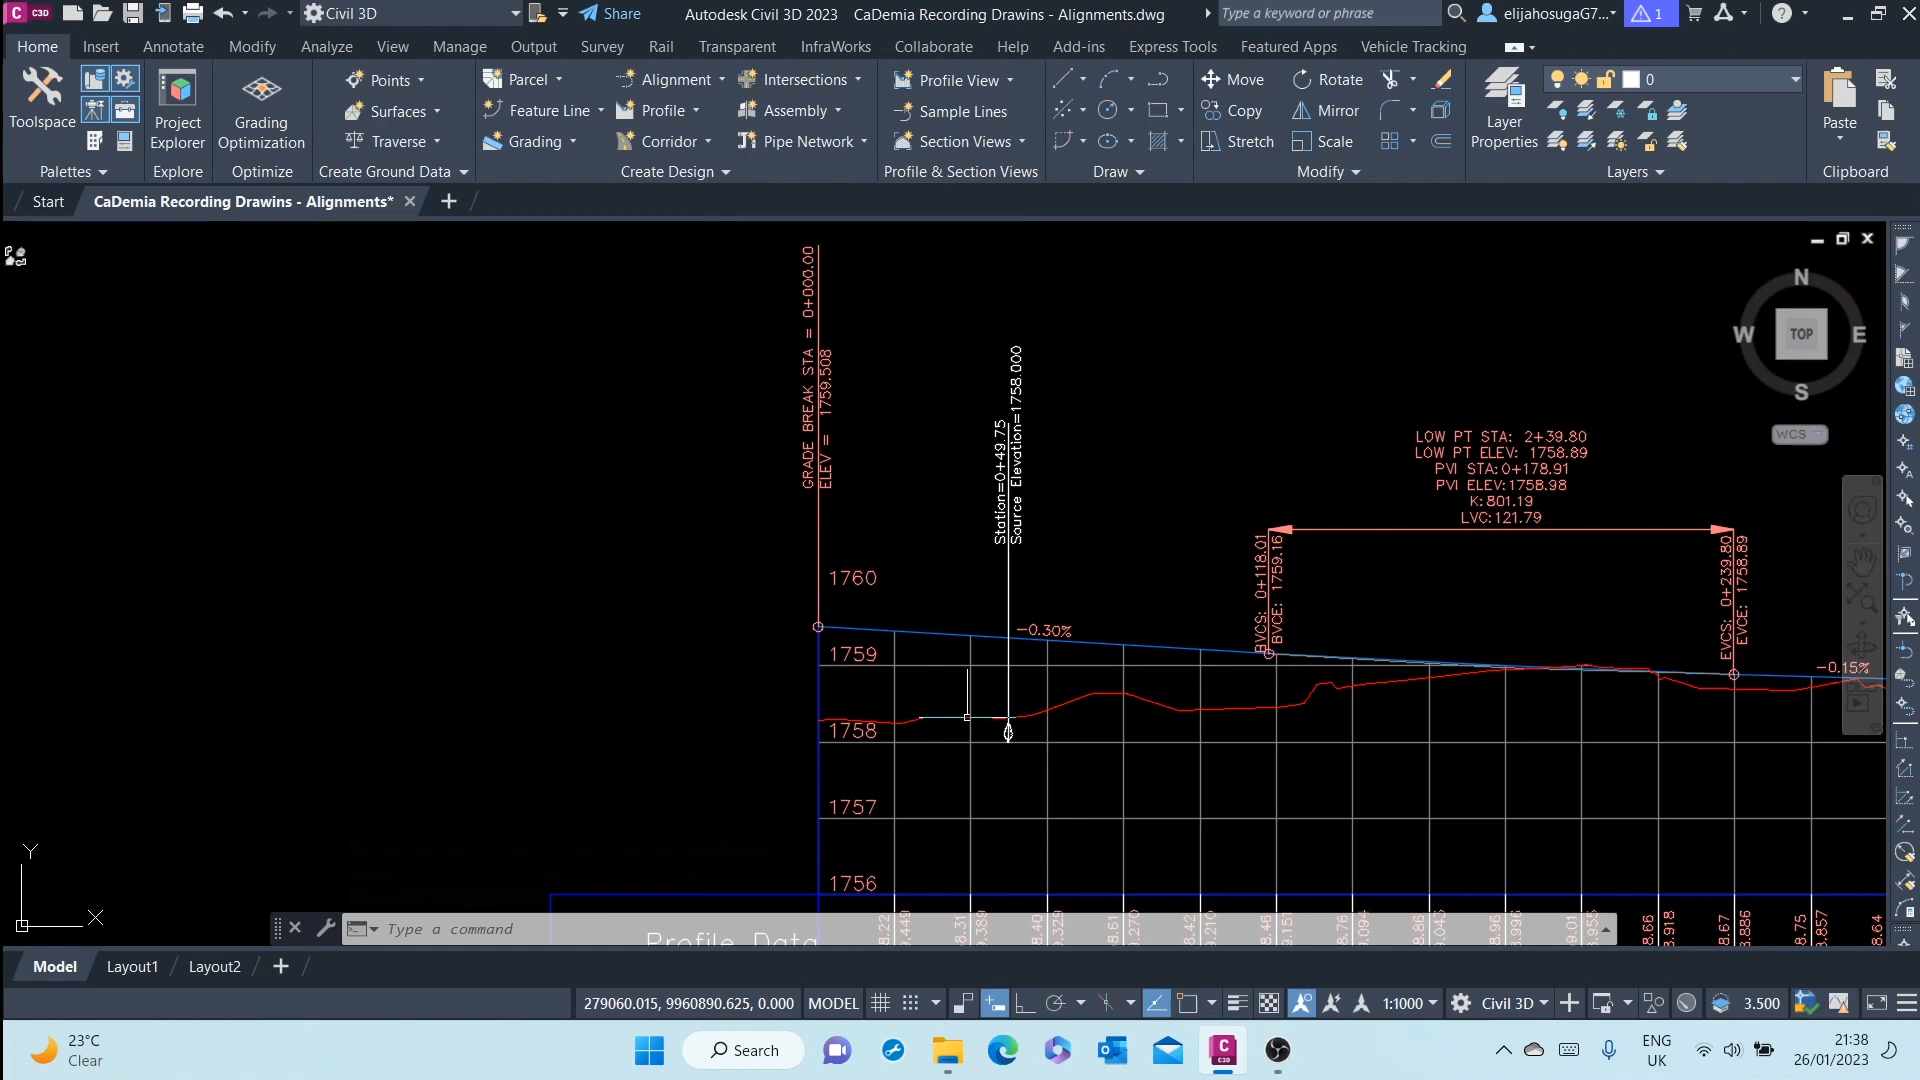 C C3D Civil 3D Share Autodesk Civil 3D 2023 CaDemia Recording Drawins - Alignments.dwg Type a keyword or phrase elijahosugaG7... 1
Home Insert Annotate Modify Analyze View Manage Output Survey Rail Transparent InfraWorks Collaborate Help Add-ins Express Tools Featured Apps Vehicle Tracking
Toolspace
Project
Explorer
Grading
Optimization
Points
Surfaces
Traverse
Parcel
Feature Line
Grading
Alignment
Profile
Corridor
Intersections
Assembly
Pipe Network
Profile View
Sample Lines
Section Views
Move Rotate
Copy Mirror
Stretch Scale
Layer
Properties
0
Paste
Palettes Explore Optimize Create Ground Data Create Design Profile & Section Views Draw Modify Layers Clipboard
Start CaDemia Recording Drawins - Alignments*
N
W TOP E
S
WCS
GRADE BREAK STA = 0+000.00
ELEV = 1759.508
Station=0+49.75
Source Elevation=1758.000
LOW PT STA: 2+39.80
LOW PT ELEV: 1758.89
PVI STA:0+178.91
PVI ELEV:1758.98
K:801.19
LVC:121.79
BVCS: 0+118.01
BVCE: 1759.16
EVCS: 0+239.80
EVCE: 1758.89
1760
-0.30%
1759
-0.15%
1758
1757
1756
Y
X
Type a command
Profile Data
Model Layout1 Layout2
279060.015, 9960890.625, 0.000 MODEL 1:1000 Civil 3D 3.500
23°C
Clear
Search
ENG
UK
21:38
26/01/2023